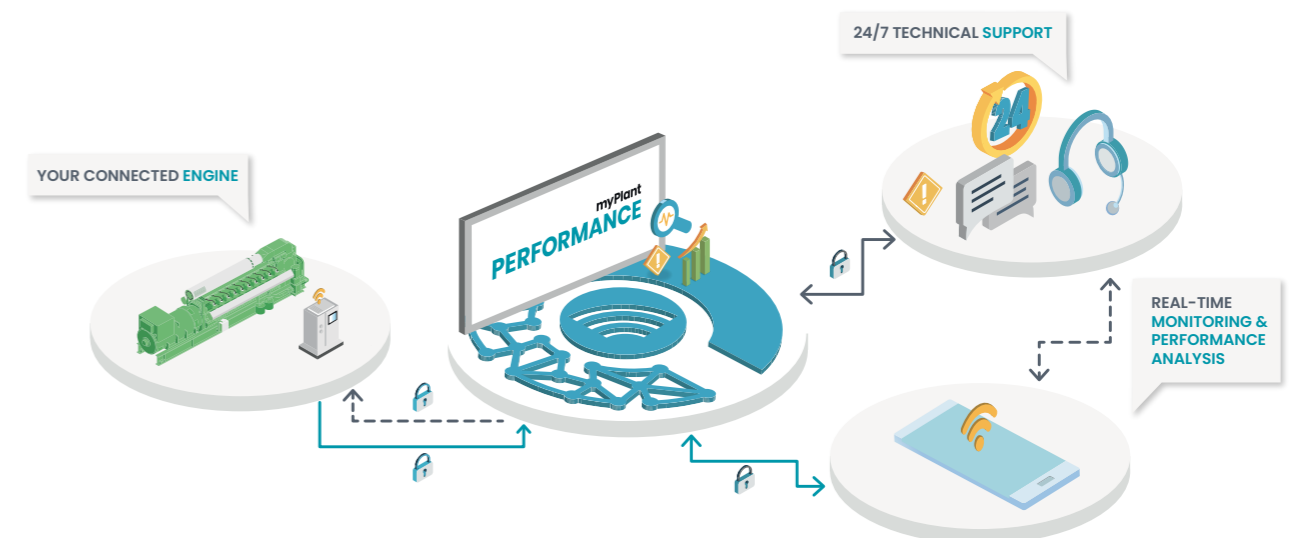 24/7 TECHNICAL SUPPORT
YOUR CONNECTED ENGINE
myPlant
PERFORMANCE
24
REAL-TIME
MONITORING &
PERFORMANCE
ANALYSIS